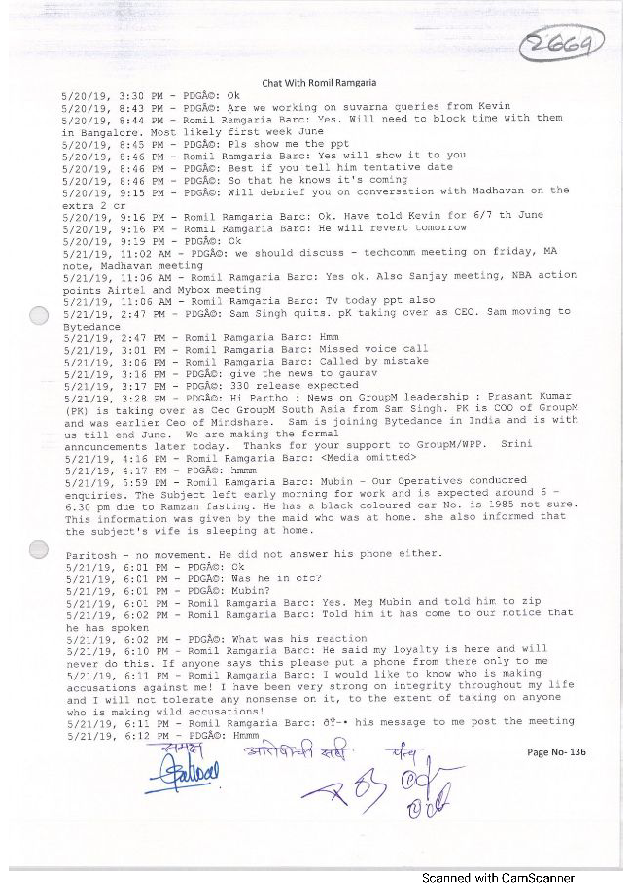 2669
Chat With Romil Ramgaria
5/20/19, 3:30 PM - PDGÂ©: Ok
5/20/19, 8:43 PM - PDGÂ©: Are we working on suvarna queries from Kevin
5/20/19, 8:44 PM - Romil Ramgaria Barc: Yes. Will need to block time with them
in Bangalore. Most likely first week June
5/20/19, 8:45 PM - PDGÂ©: Pls show me the ppt
5/20/19, 8:46 PM - Romil Ramgaria Barc: Yes will show it to you
5/20/19, 8:46 PM - PDGÂ©: Best if you tell him tentative date
5/20/19, 8:46 PM - PDGÂ©: So that he knows it's coming
5/20/19, 9:15 PM - PDGÂ©: Will debrief you on conversation with Madhavan on the
extra 2 cr
5/20/19, 9:16 PM - Romil Ramgaria Barc: Ok. Have told Kevin for 6/7 th June
5/20/19, 9:16 PM - Romil Ramgaria Barc: He will revert tomorrow
5/20/19, 9:19 PM - PDGÂ©: Ok
5/21/19, 11:02 AM - PDGÂ©: we should discuss - techcomm meeting on friday, MA
note, Madhavan meeting
5/21/19, 11:06 AM - Romil Ramgaria Barc: Yes ok. Also Sanjay meeting, NBA action
points Airtel and Mybox meeting
5/21/19, 11:06 AM - Romil Ramgaria Barc: Tv today ppt also
5/21/19, 2:47 PM - PDGÂ©: Sam Singh quits. pK taking over as CEO. Sam moving to
Bytedance
5/21/19, 2:47 PM - Romil Ramgaria Barc: Hmm
5/21/19, 3:01 PM - Romil Ramgaria Barc: Missed voice call
5/21/19, 3:06 PM - Romil Ramgaria Barc: Called by mistake
5/21/19, 3:16 PM - PDGÂ©: give the news to gaurav
5/21/19, 3:17 PM - PDGÂ©: 330 release expected
5/21/19, 3:28 PM - PDGÂ©: Hi Partho : News on GroupM leadership : Prasant Kumar
(PK) is taking over as Ceo GroupM South Asia from Sam Singh. PK is COO of GroupM
and was earlier Ceo of Mindshare. Sam is joining Bytedance in India and is with
us till end June. We are making the formal
announcements later today. Thanks for your support to GroupM/WPP. Srini
5/21/19, 4:16 PM - Romil Ramgaria Barc: <Media omitted>
5/21/19, 4:17 PM - PDGÂ©: hmmm
5/21/19, 5:59 PM - Romil Ramgaria Barc: Mubin - Our Operatives conducred
enquiries. The Subject left early morning for work and is expected around 5 -
6.30 pm due to Ramzan fasting. He has a black coloured car No. is 1985 not sure.
This information was given by the maid who was at home. she also informed that
the subject's wife is sleeping at home.
Paritosh - no movement. He did not answer his phone either.
5/21/19, 6:01 PM - PDGÂ©: Ok
5/21/19, 6:01 PM - PDGÂ©: Was he in otc?
5/21/19, 6:01 PM - PDGÂ©: Mubin?
5/21/19, 6:01 PM - Romil Ramgaria Barc: Yes. Meg Mubin and told him to zip
5/21/19, 6:02 PM - Romil Ramgaria Barc: Told him it has come to our notice that
he has spoken
5/21/19, 6:02 PM - PDGÂ©: What was his reaction
5/21/19, 6:10 PM - Romil Ramgaria Barc: He said my loyalty is here and will
never do this. If anyone says this please put a phone from there only to me
5/21/19, 6:11 PM - Romil Ramgaria Barc: I would like to know who is making
accusations against me! I have been very strong on integrity throughout my life
and I will not tolerate any nonsense on it, to the extent of taking on anyone
who is making wild accusations!
5/21/19, 6:11 PM - Romil Ramgaria Barc: his message to me post the meeting
5/21/19, 6:12 PM - PDGÂ©: Hmmm
समक्ष आरोपीची सही पंच
Page No- 136
Scanned with CamScanner